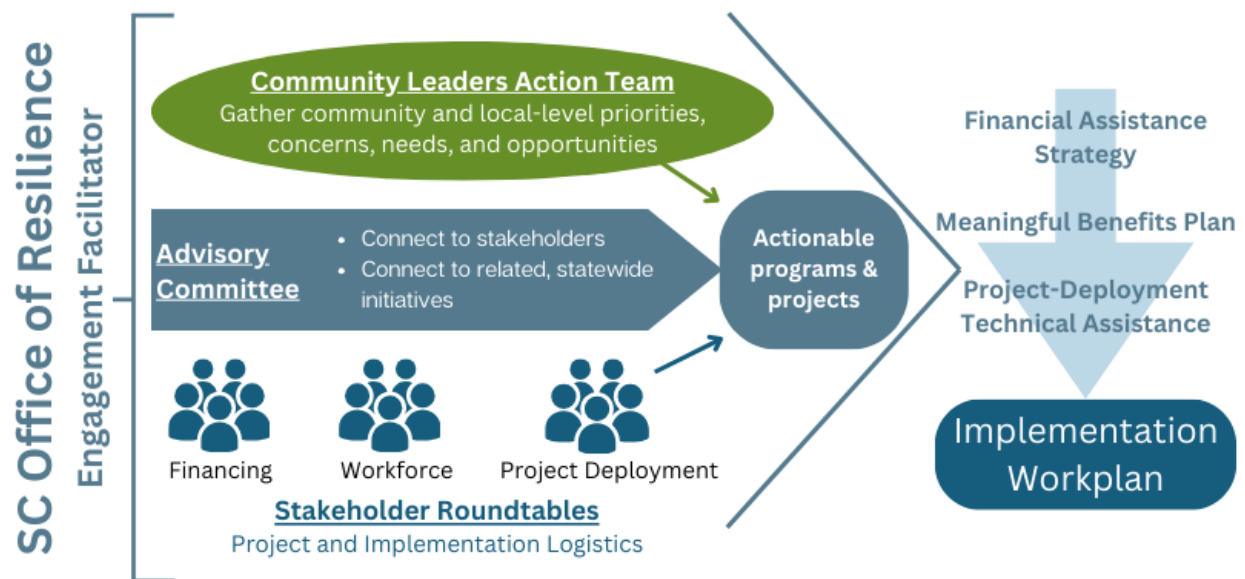 SC Office of Resilience
Engagement Facilitator
Community Leaders Action Team
Gather community and local-level priorities,
concerns, needs, and opportunities
Advisory
Committee
• Connect to stakeholders
• Connect to related, statewide
initiatives
Actionable
programs &
projects
Financing
Workforce
Project Deployment
Stakeholder Roundtables
Project and Implementation Logistics
Financial Assistance
Strategy
Meaningful Benefits Plan
Project-Deployment
Technical Assistance
Implementation
Workplan